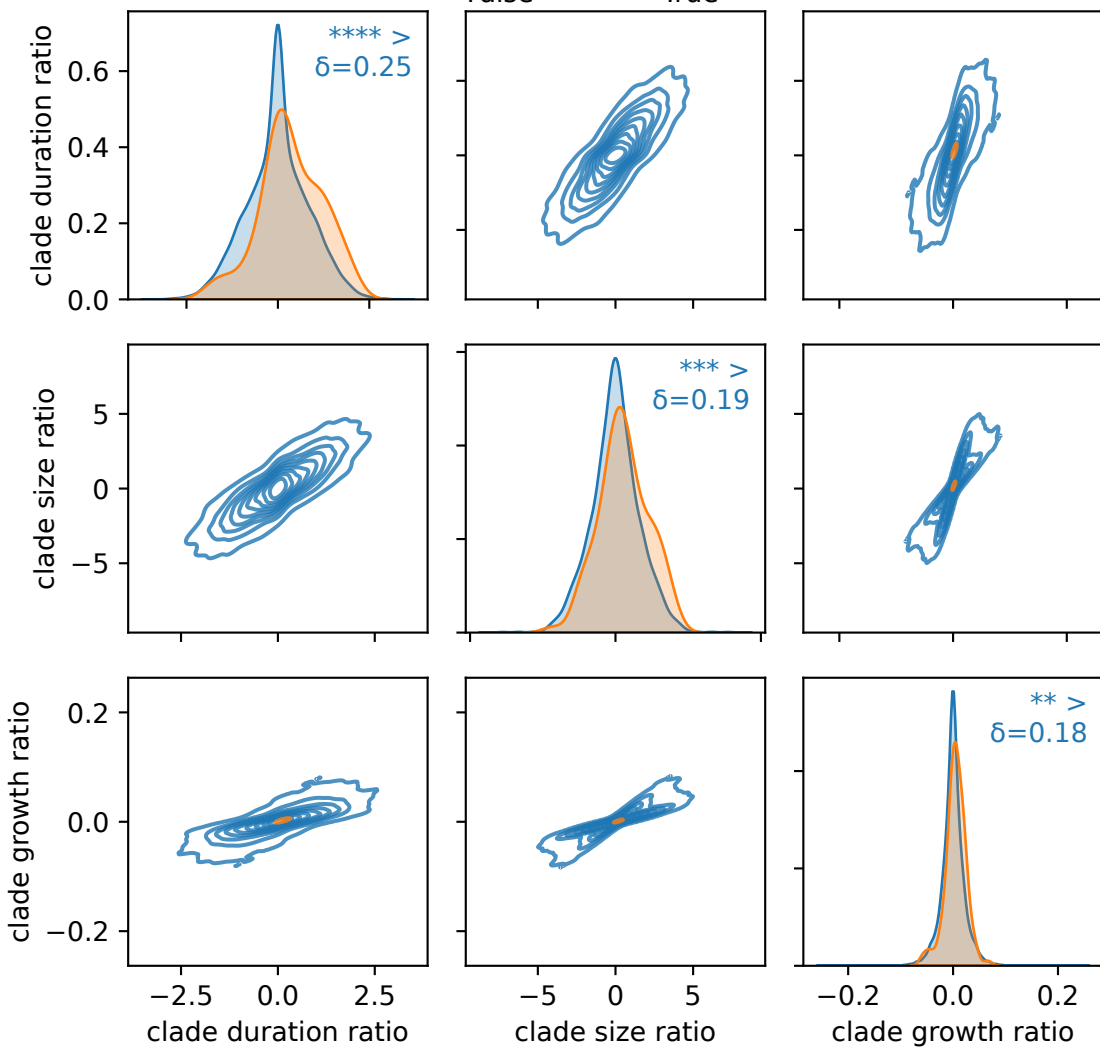 True
clade duration ratio
0.6
0.4
0.2
0.0
**** >
δ=0.25
clade size ratio
5
0
−5
*** >
δ=0.19
clade growth ratio
0.2
0.0
−0.2
** >
δ=0.18
−2.5 0.0 2.5
−5 0 5
−0.2 0.0 0.2
clade duration ratio
clade size ratio
clade growth ratio